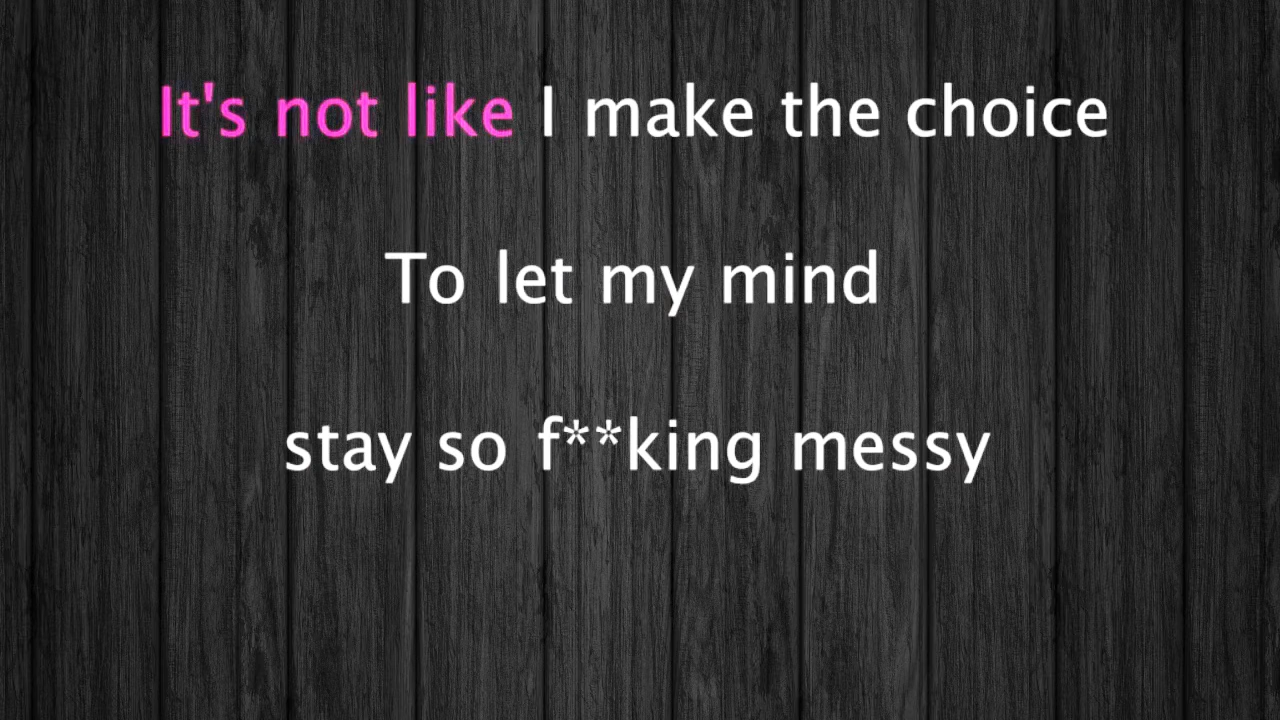 It's not like I make the choice
To let my mind
stay so f**king messy